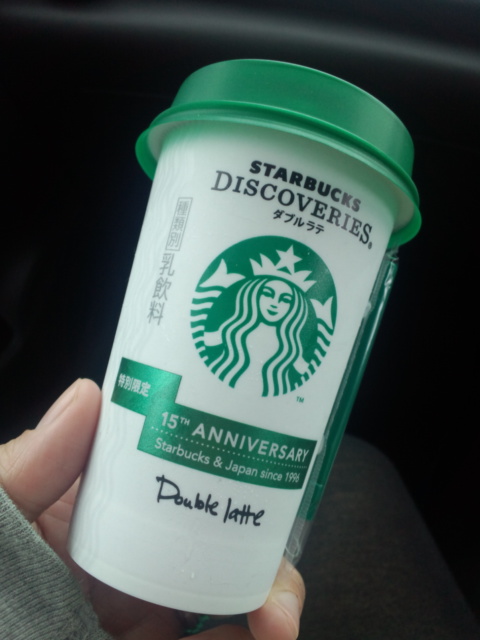 STARBUCKS
DISCOVERIES®
ダブルラテ
種類別 乳飲料
TM
特別限定
15TH ANNIVERSARY
Starbucks & Japan since 1996
Double latte